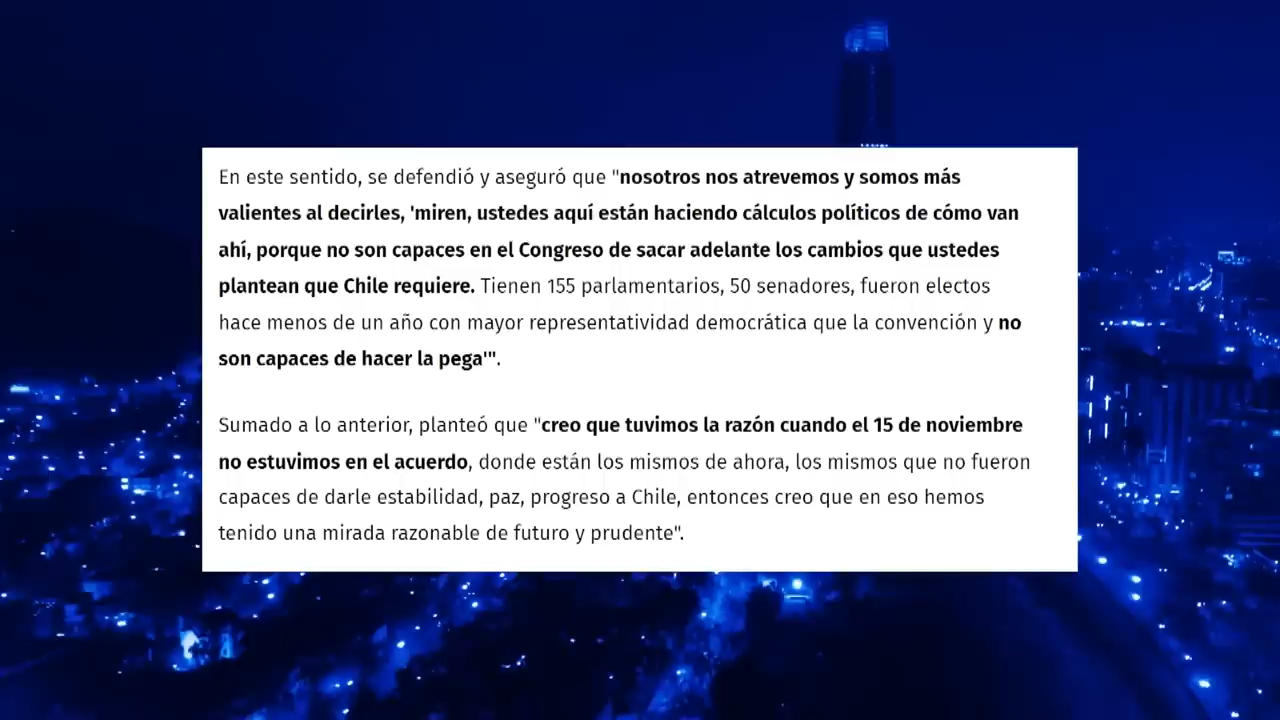 En este sentido, se defendió y aseguró que "nosotros nos atrevemos y somos más
valientes al decirles, 'miren, ustedes aquí están haciendo cálculos políticos de cómo van
ahí, porque no son capaces en el Congreso de sacar adelante los cambios que ustedes
plantean que Chile requiere. Tienen 155 parlamentarios, 50 senadores, fueron electos
hace menos de un año con mayor representatividad democrática que la convención y no
son capaces de hacer la pega'".
Sumado a lo anterior, planteó que "creo que tuvimos la razón cuando el 15 de noviembre
no estuvimos en el acuerdo, donde están los mismos de ahora, los mismos que no fueron
capaces de darle estabilidad, paz, progreso a Chile, entonces creo que en eso hemos
tenido una mirada razonable de futuro y prudente".